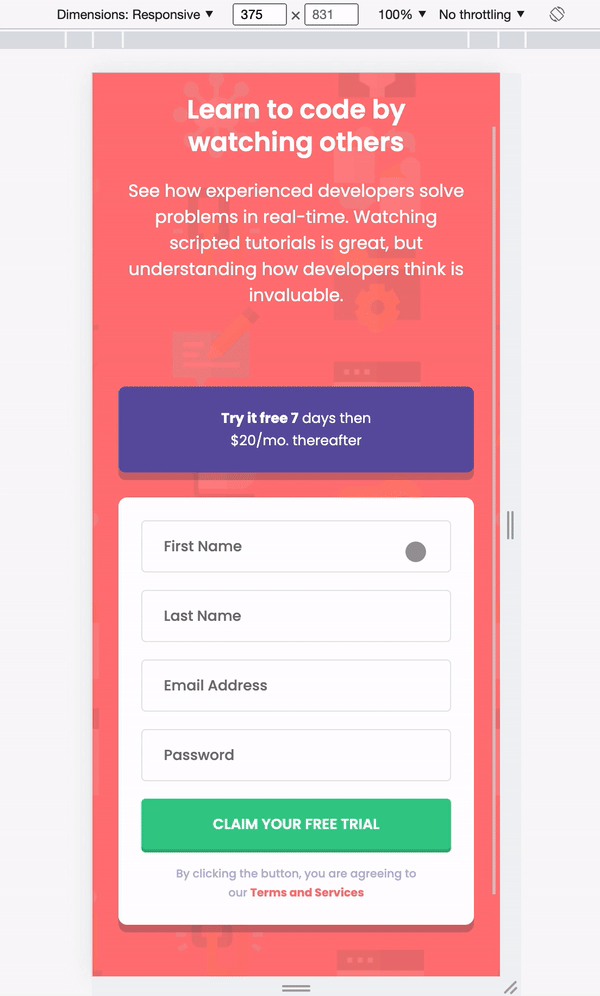 Dimensions: Responsive ▼ 375 × 831 100% ▼ No throttling ▼
Learn to code by
watching others
See how experienced developers solve
problems in real-time. Watching
scripted tutorials is great, but
understanding how developers think is
invaluable.
Try it free 7 days then
$20/mo. thereafter
First Name
Last Name
Email Address
Password
CLAIM YOUR FREE TRIAL
By clicking the button, you are agreeing to
our Terms and Services